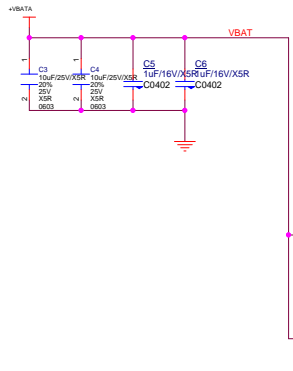 +VBATA
VBAT
1
C3
10uF/25V/X5R
20%
25V
X5R
0603
2
1
C4
10uF/25V/X5R
20%
25V
X5R
0603
2
C5
1uF/16V/X5R
C0402
C6
1uF/16V/X5R
C0402